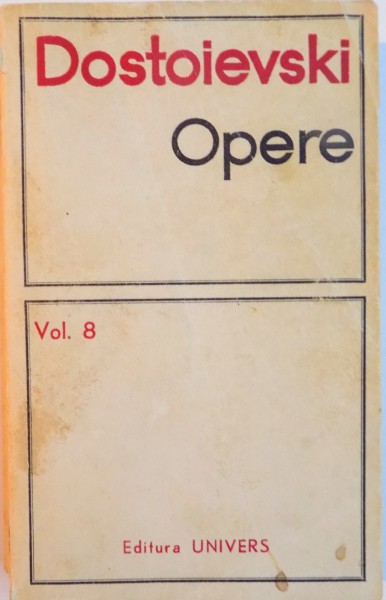 Dostoievski
Opere
Vol. 8
Editura UNIVERS